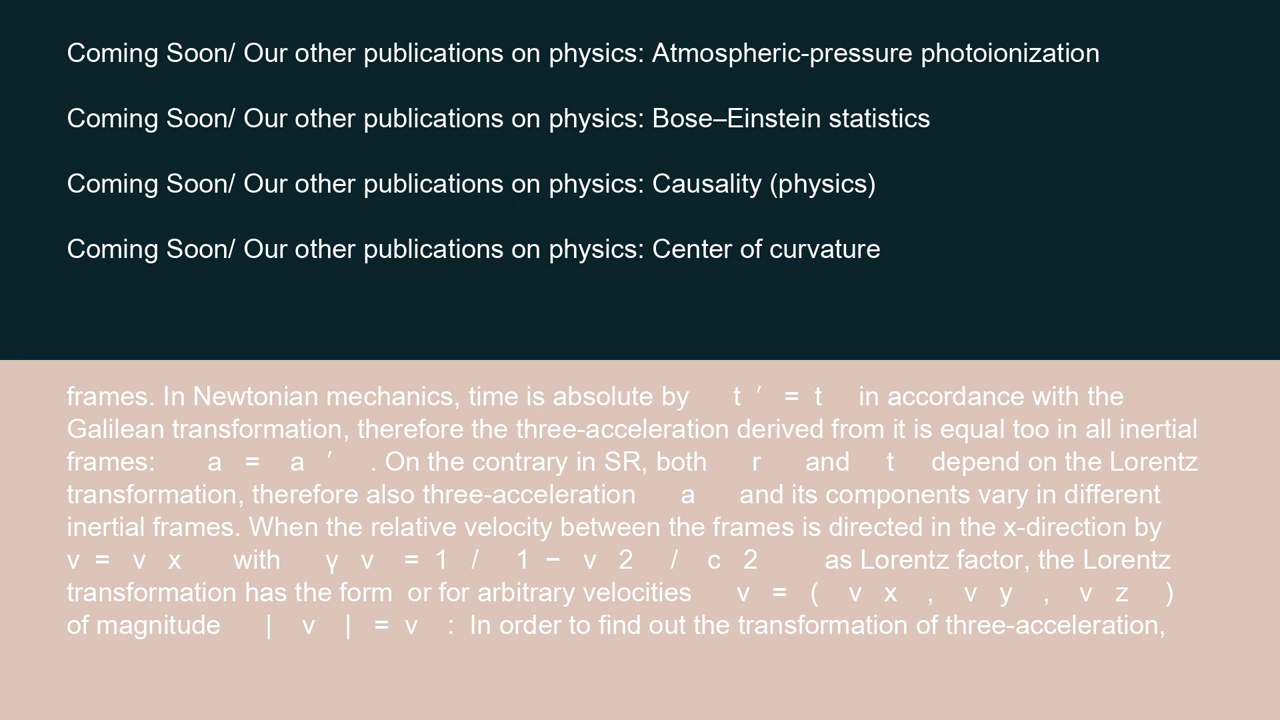 Coming Soon/ Our other publications on physics: Atmospheric-pressure photoionization
Coming Soon/ Our other publications on physics: Bose–Einstein statistics
Coming Soon/ Our other publications on physics: Causality (physics)
Coming Soon/ Our other publications on physics: Center of curvature
frames. In Newtonian mechanics, time is absolute by t ′ = t in accordance with the
Galilean transformation, therefore the three-acceleration derived from it is equal too in all inertial
frames: a = a ′ . On the contrary in SR, both r and t depend on the Lorentz
transformation, therefore also three-acceleration a and its components vary in different
inertial frames. When the relative velocity between the frames is directed in the x-direction by
v = v x with γ v = 1 / 1 − v 2 / c 2 as Lorentz factor, the Lorentz
transformation has the form or for arbitrary velocities v = ( v x , v y , v z )
of magnitude | v | = v : In order to find out the transformation of three-acceleration,